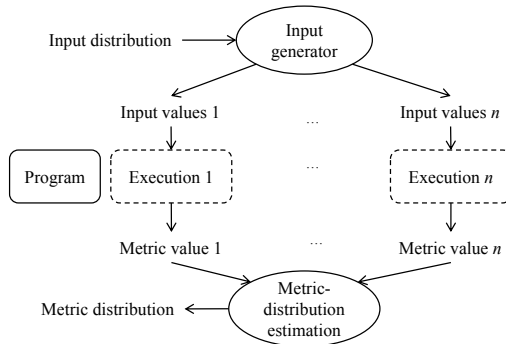 Input distribution
Input
generator
Input values 1
...
Input values n
Program
Execution 1
...
Execution n
Metric value 1
...
Metric value n
Metric distribution
Metric-
distribution
estimation